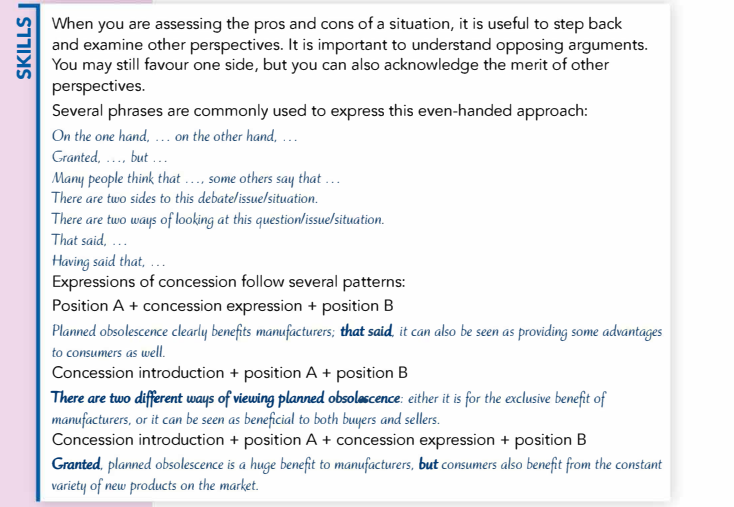 SKILLS
When you are assessing the pros and cons of a situation, it is useful to step back
and examine other perspectives. It is important to understand opposing arguments.
You may still favour one side, but you can also acknowledge the merit of other
perspectives.
Several phrases are commonly used to express this even-handed approach:
On the one hand, ... on the other hand, ...
Granted, ..., but ...
Many people think that ..., some others say that ...
There are two sides to this debate/issue/situation.
There are two ways of looking at this question/issue/situation.
That said, ...
Having said that, ...
Expressions of concession follow several patterns:
Position A + concession expression + position B
Planned obsolescence clearly benefits manufacturers; that said, it can also be seen as providing some advantages
to consumers as well.
Concession introduction + position A + position B
There are two different ways of viewing planned obsolescence: either it is for the exclusive benefit of
manufacturers, or it can be seen as beneficial to both buyers and sellers.
Concession introduction + position A + concession expression + position B
Granted, planned obsolescence is a huge benefit to manufacturers, but consumers also benefit from the constant
variety of new products on the market.